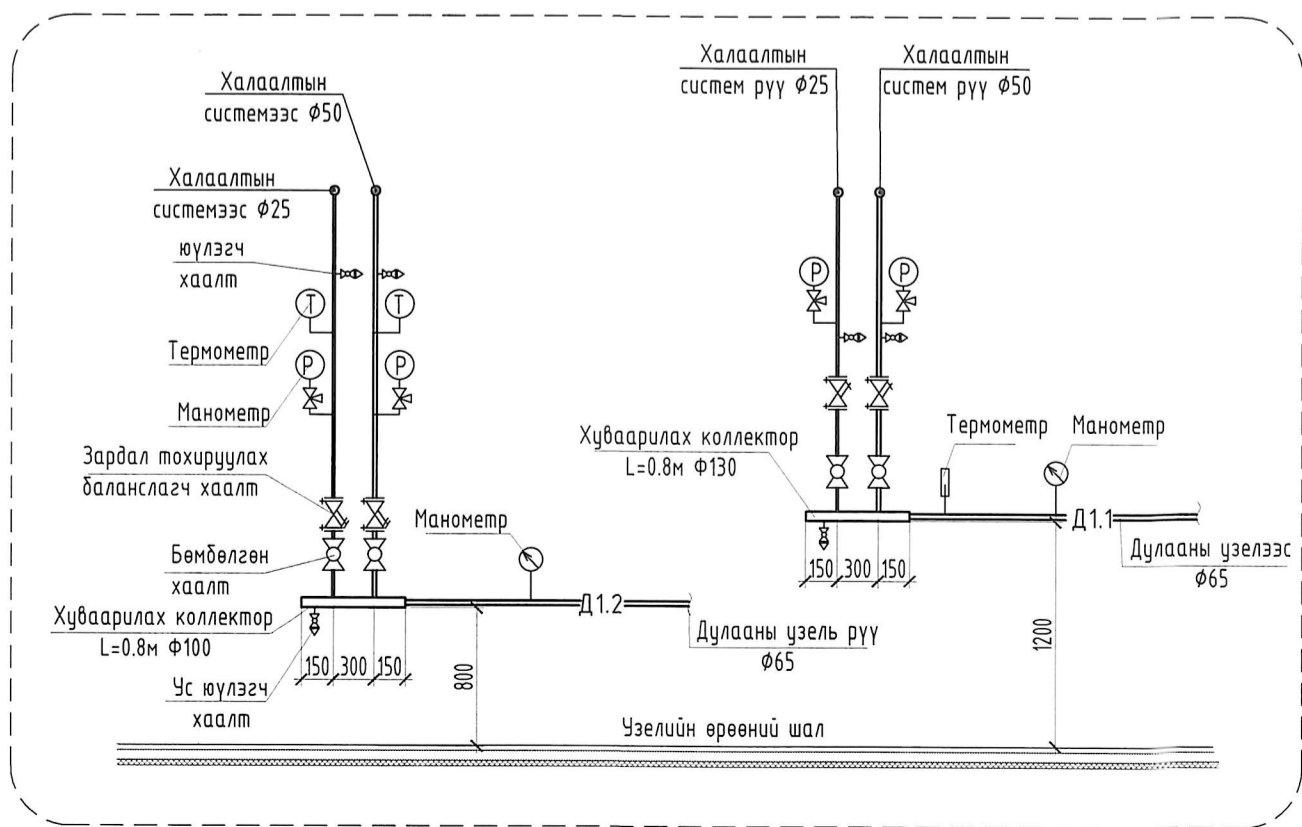 Халаалтын
системээс Ф50
Халаалтын
системээс Ф25
юүлэгч
хаалт
T
T
Термометр
P
P
Манометр
Зардал тохируулах
баланслагч хаалт
Бөмбөлгөн
хаалт
Манометр
Хуваарилах коллектор
L=0.8м Ф100
Д1.2
Дулааны узель рүү
Ф65
150
300
150
800
Ус юүлэгч
хаалт
Халаалтын
систем рүү Ф25
Халаалтын
систем рүү Ф50
P
P
Хуваарилах коллектор
L=0.8м Ф130
Термометр
Манометр
Д1.1
Дулааны узелээс
Ф65
150
300
150
1200
Узелийн өрөөний шал